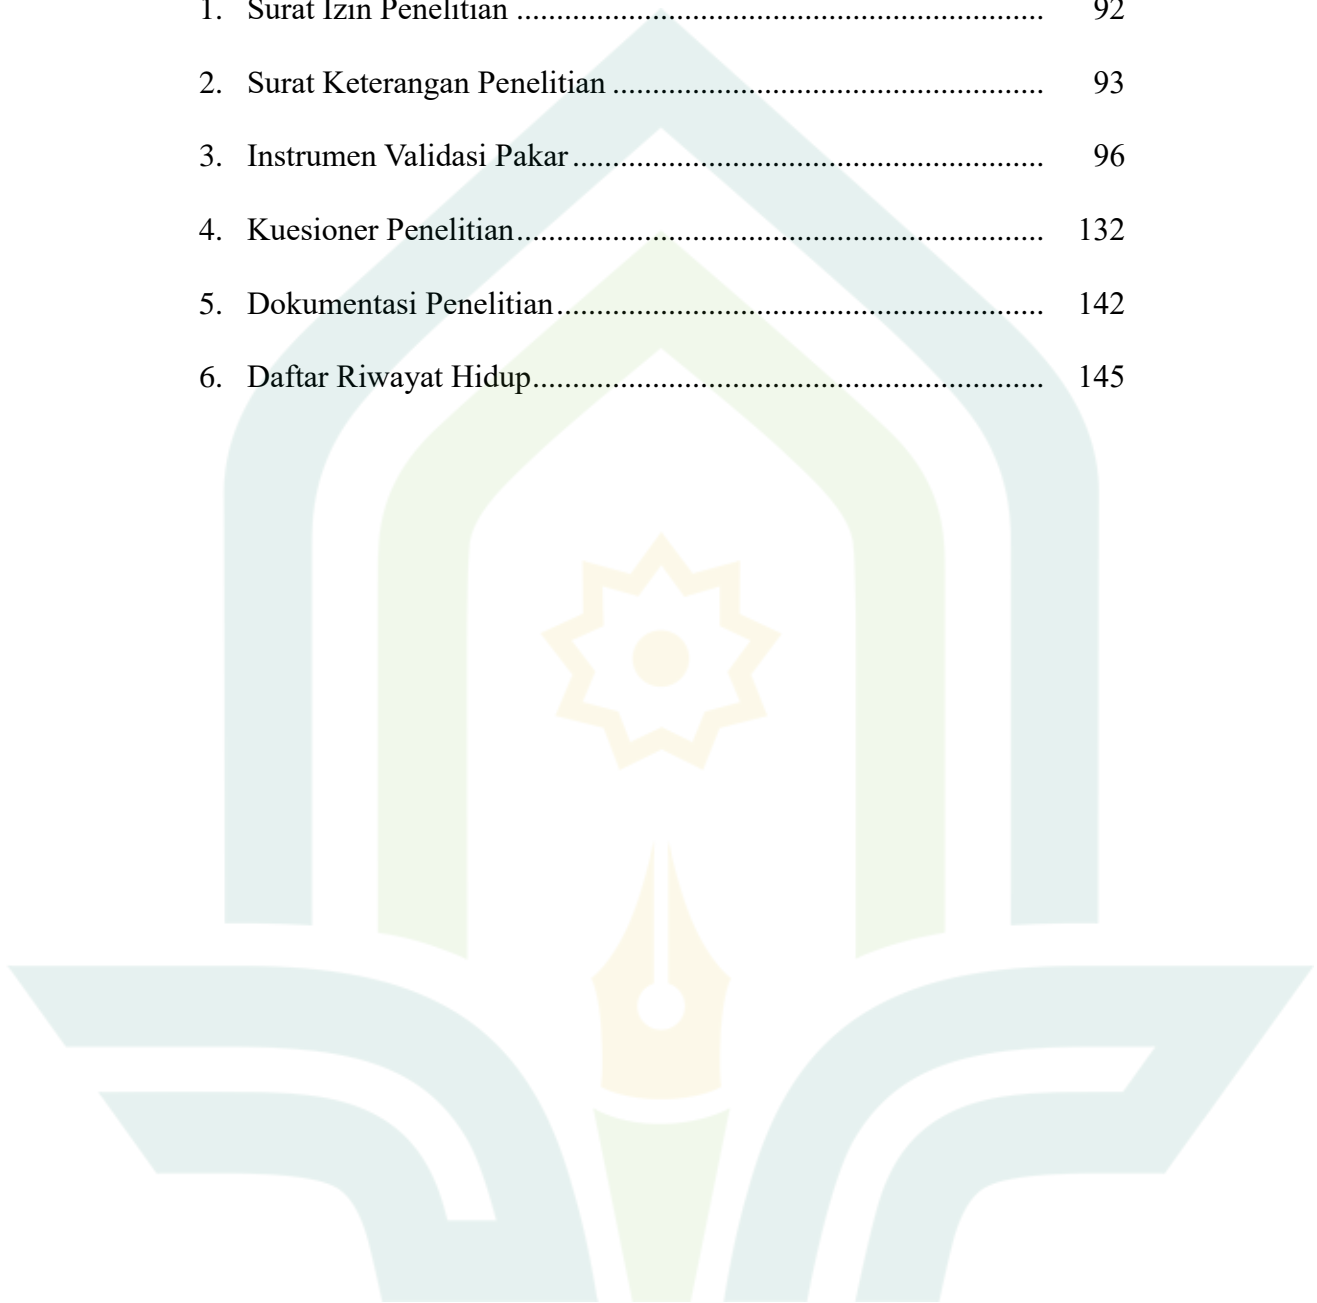 1. Surat Izin Penelitian ................................................................. 92
2. Surat Keterangan Penelitian ..................................................... 93
3. Instrumen Validasi Pakar .......................................................... 96
4. Kuesioner Penelitian ................................................................. 132
5. Dokumentasi Penelitian ............................................................ 142
6. Daftar Riwayat Hidup ............................................................... 145